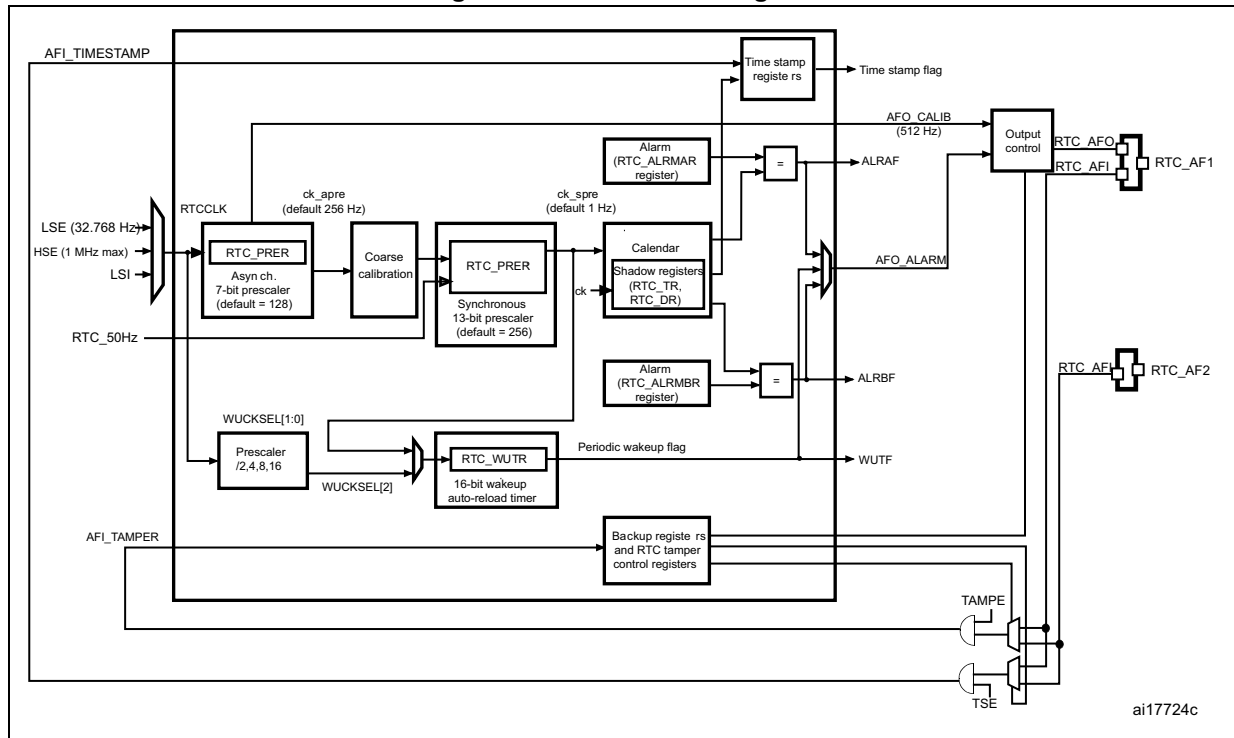 AFI_TIMESTAMP
Time stamp
registe rs
Time stamp flag
AFO_CALIB
(512 Hz)
Output
control
RTC_AFO
RTC_AFI
RTC_AF1
Alarm
(RTC_ALRMAR
register)
=
ALRAF
RTCCLK
ck_apre
(default 256 Hz)
ck_spre
(default 1 Hz)
LSE (32.768 Hz)
HSE (1 MHz max)
LSI
RTC_PRER
Asyn ch.
7-bit prescaler
(default = 128)
Coarse
calibration
RTC_PRER
Synchronous
13-bit prescaler
(default = 256)
Calendar
ck
Shadow registers
(RTC_TR,
RTC_DR)
AFO_ALARM
RTC_50Hz
Alarm
(RTC_ALRMBR
register)
=
ALRBF
RTC_AFI
RTC_AF2
WUCKSEL[1:0]
Prescaler
/2,4,8,16
WUCKSEL[2]
RTC_WUTR
16-bit wakeup
auto-reload timer
Periodic wakeup flag
WUTF
AFI_TAMPER
Backup registe rs
and RTC tamper
control registers
TAMPE
TSE
ai17724c